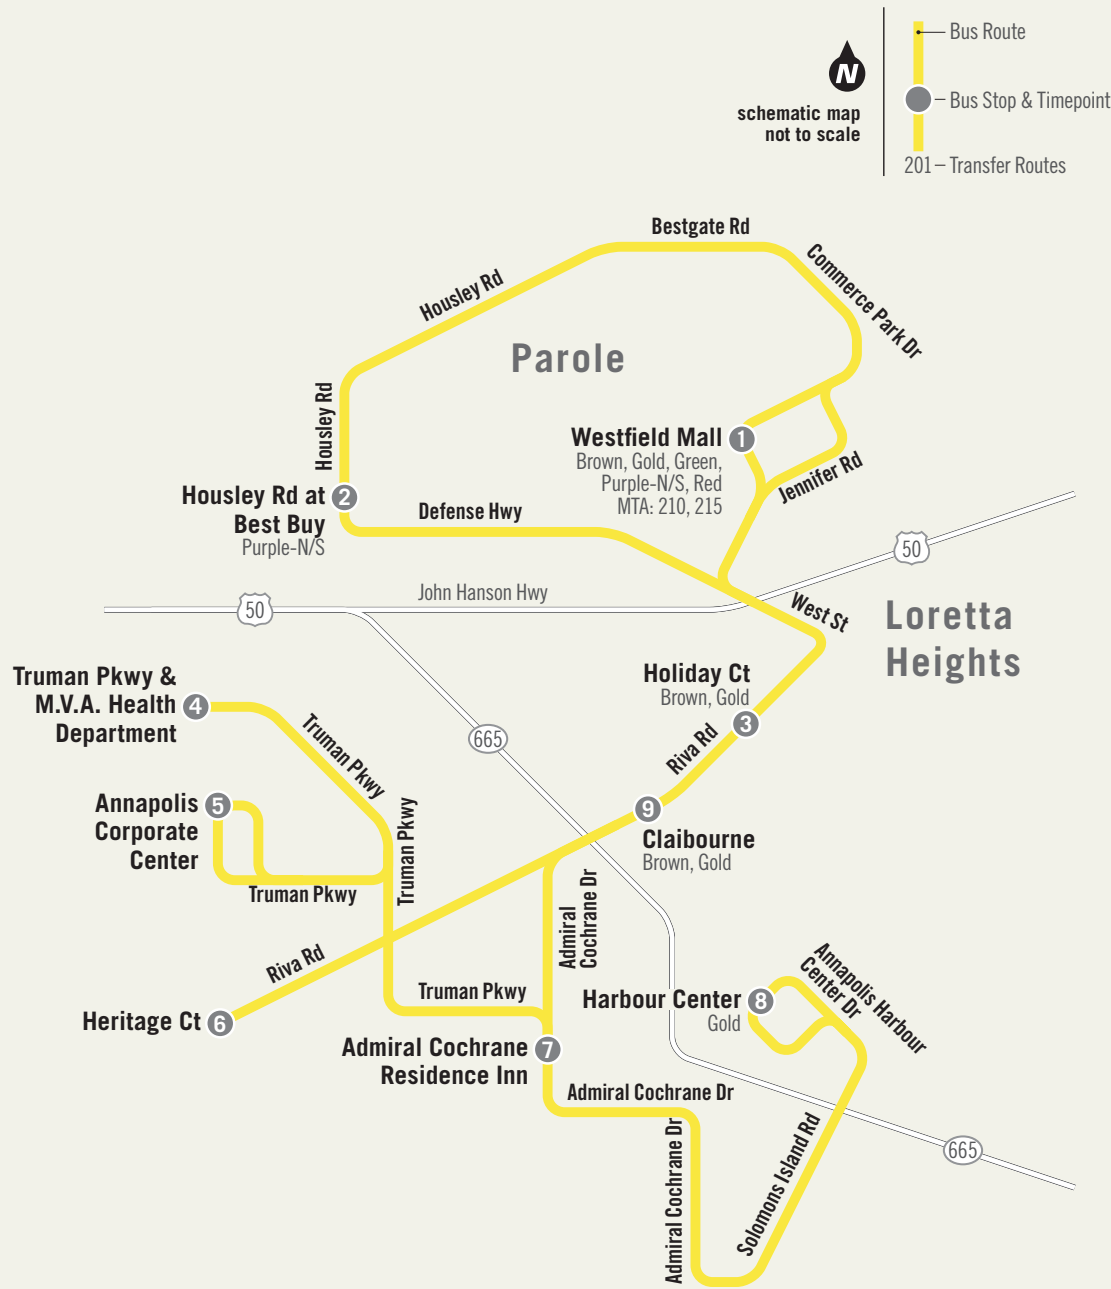 Bus Route
N
Bus Stop & Timepoint
schematic map
not to scale
201 – Transfer Routes
Bestgate Rd
Commerce Park Dr
Housley Rd
Parole
Housley Rd
Westfield Mall
1
Brown, Gold, Green,
Purple-N/S, Red
MTA: 210, 215
Jennifer Rd
Housley Rd at
Best Buy
Purple-N/S
2
Defense Hwy
50
John Hanson Hwy
50
West St
Loretta
Heights
Truman Pkwy &
M.V.A. Health
Department
4
Holiday Ct
Brown, Gold
3
Truman Pkwy
665
Riva Rd
Annapolis
Corporate
Center
5
Truman Pkwy
9
Claibourne
Brown, Gold
Truman Pkwy
Admiral
Cochrane Dr
Riva Rd
Annapolis Harbour
Center Dr
Heritage Ct
6
Truman Pkwy
Harbour Center
Gold
8
Admiral Cochrane
Residence Inn
7
Admiral Cochrane Dr
Admiral Cochrane Dr
Solomons Island Rd
665